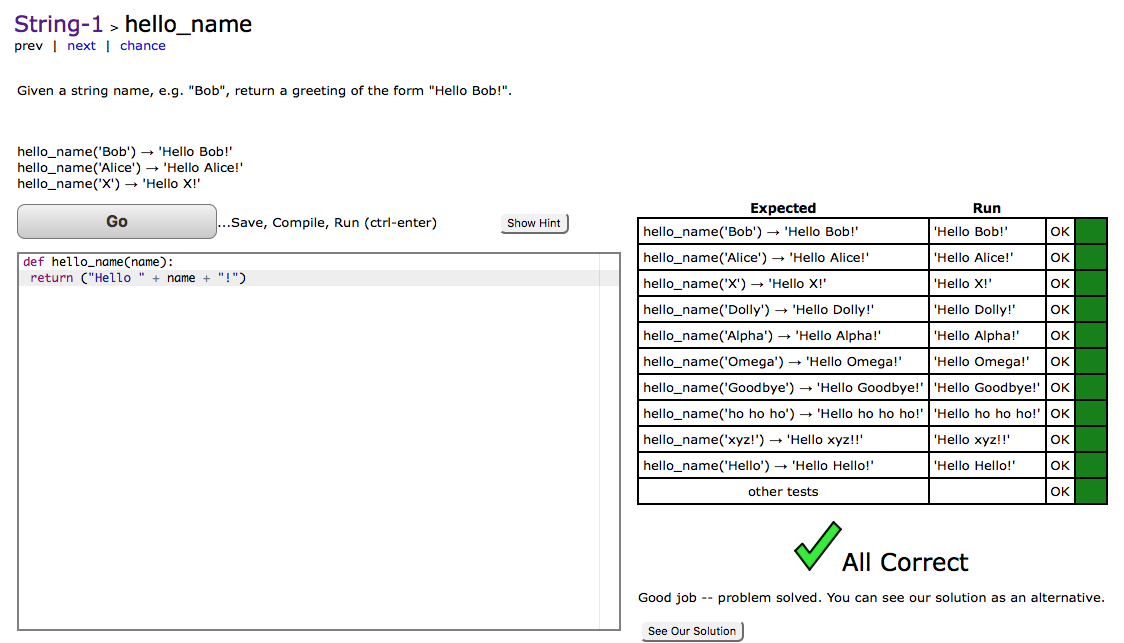 String-1 > hello_name
prev | next | chance
Given a string name, e.g. "Bob", return a greeting of the form "Hello Bob!".
hello_name('Bob') → 'Hello Bob!'
hello_name('Alice') → 'Hello Alice!'
hello_name('X') → 'Hello X!'
Go ...Save, Compile, Run (ctrl-enter) Show Hint
def hello_name(name):
 return ("Hello " + name + "!")
Expected Run
hello_name('Bob') → 'Hello Bob!' 'Hello Bob!' OK
hello_name('Alice') → 'Hello Alice!' 'Hello Alice!' OK
hello_name('X') → 'Hello X!' 'Hello X!' OK
hello_name('Dolly') → 'Hello Dolly!' 'Hello Dolly!' OK
hello_name('Alpha') → 'Hello Alpha!' 'Hello Alpha!' OK
hello_name('Omega') → 'Hello Omega!' 'Hello Omega!' OK
hello_name('Goodbye') → 'Hello Goodbye!' 'Hello Goodbye!' OK
hello_name('ho ho ho') → 'Hello ho ho ho!' 'Hello ho ho ho!' OK
hello_name('xyz!') → 'Hello xyz!!' 'Hello xyz!!' OK
hello_name('Hello') → 'Hello Hello!' 'Hello Hello!' OK
other tests OK
All Correct
Good job -- problem solved. You can see our solution as an alternative.
See Our Solution